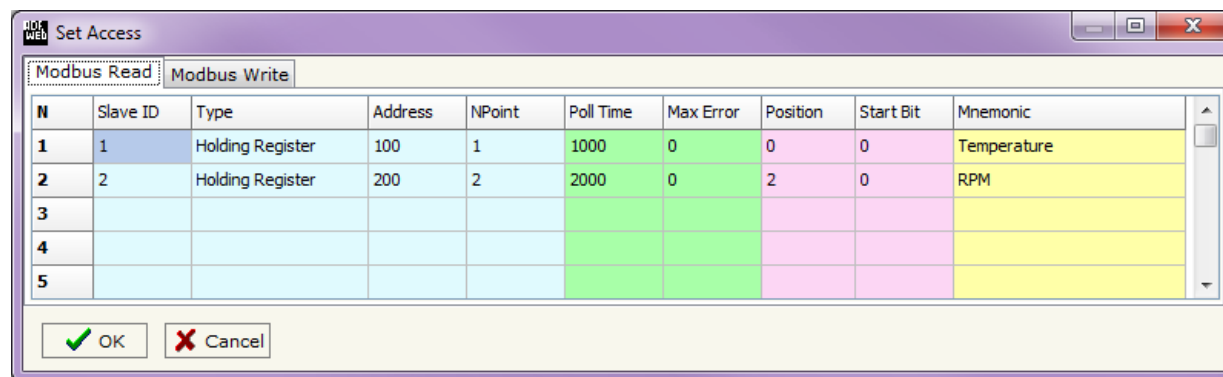 ADF WEB Set Access
Modbus Read Modbus Write
N Slave ID Type Address NPoint Poll Time Max Error Position Start Bit Mnemonic
1 1 Holding Register 100 1 1000 0 0 0 Temperature
2 2 Holding Register 200 2 2000 0 2 0 RPM
3
4
5
OK Cancel